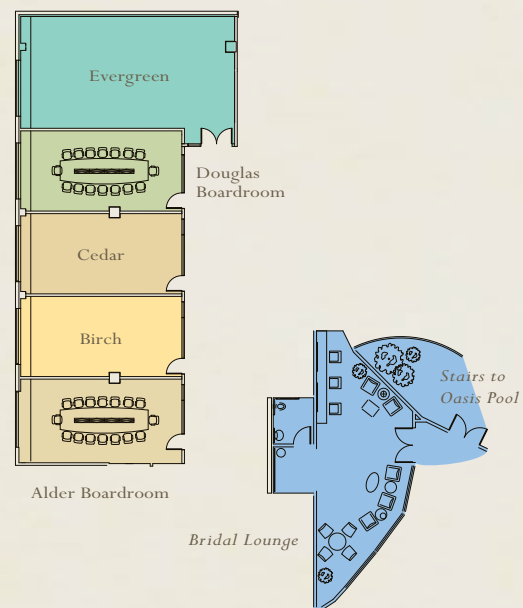 Evergreen
Douglas
Boardroom
Cedar
Birch
Stairs to
Oasis Pool
Alder Boardroom
Bridal Lounge